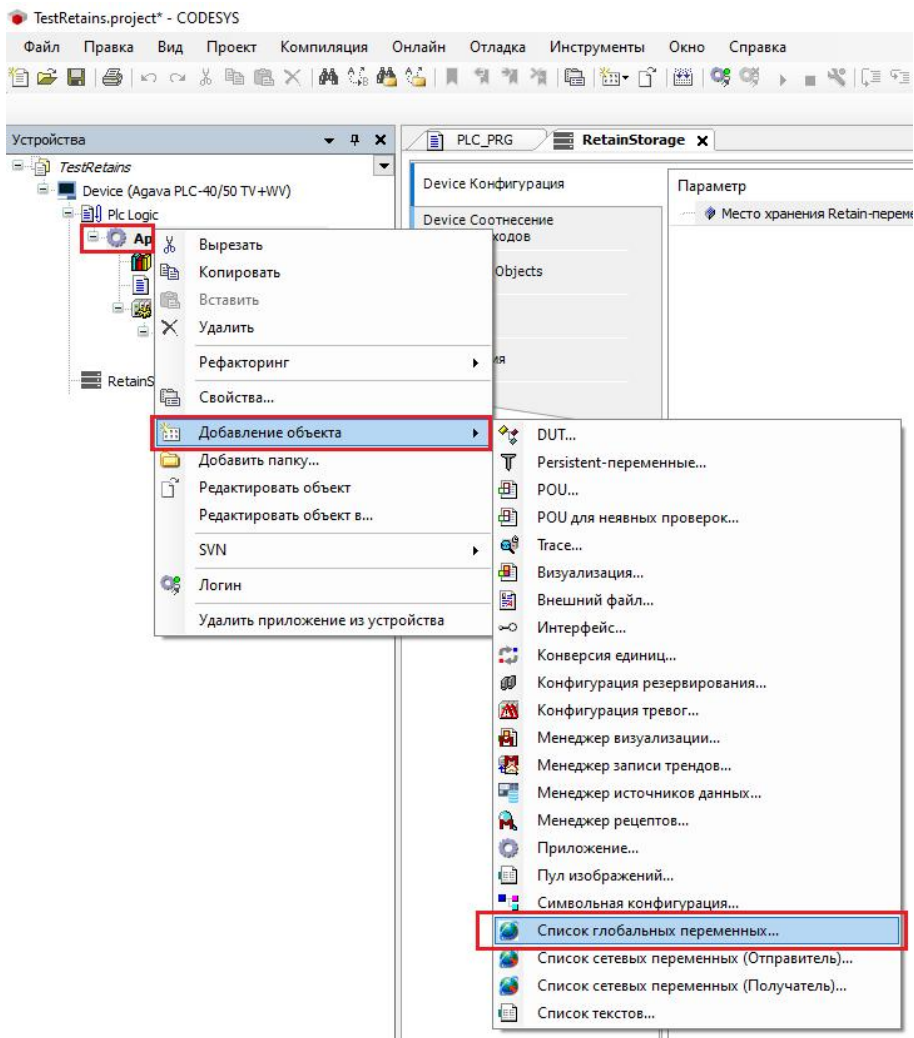 TestRetains.project* - CODESYS
Файл Правка Вид Проект Компиляция Онлайн Отладка Инструменты Окно Справка
Устройства
PLC_PRG
RetainStorage
TestRetains
Device (Agava PLC-40/50 TV+WV)
Plc Logic
Ap
RetainS
Device Конфигурация
Device Соотнесение
ходов
Objects
ия
Параметр
Место хранения Retain-переме
Вырезать
Копировать
Вставить
Удалить
Рефакторинг
Свойства...
Добавление объекта
Добавить папку...
Редактировать объект
Редактировать объект в...
SVN
Логин
Удалить приложение из устройства
DUT...
Persistent-переменные...
POU...
POU для неявных проверок...
Trace...
Визуализация...
Внешний файл...
Интерфейс...
Конверсия единиц...
Конфигурация резервирования...
Конфигурация тревог...
Менеджер визуализации...
Менеджер записи трендов...
Менеджер источников данных...
Менеджер рецептов...
Приложение...
Пул изображений...
Символьная конфигурация...
Список глобальных переменных...
Список сетевых переменных (Отправитель)...
Список сетевых переменных (Получатель)...
Список текстов...